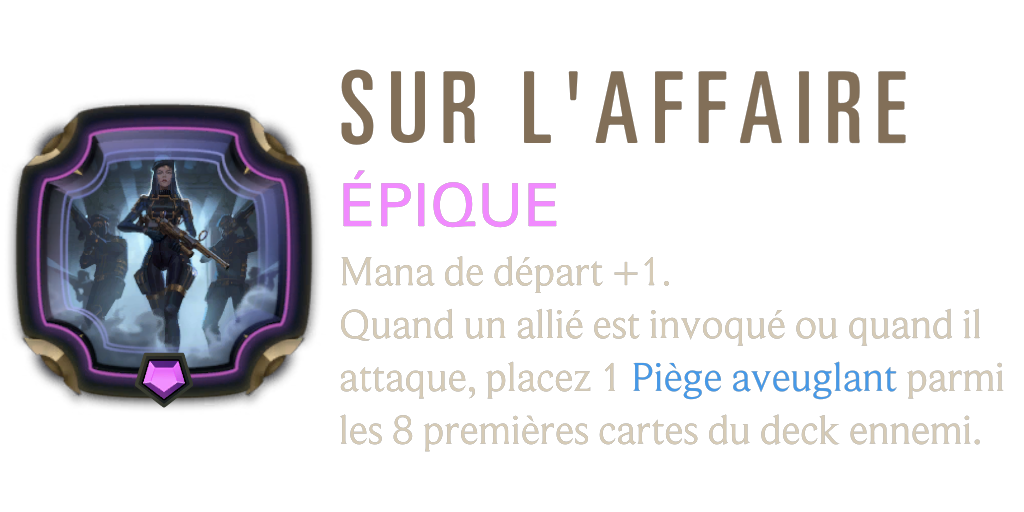 SUR L'AFFAIRE
ÉPIQUE
Mana de départ +1.
Quand un allié est invoqué ou quand il
attaque, placez 1 Piège aveuglant parmi
les 8 premières cartes du deck ennemi.